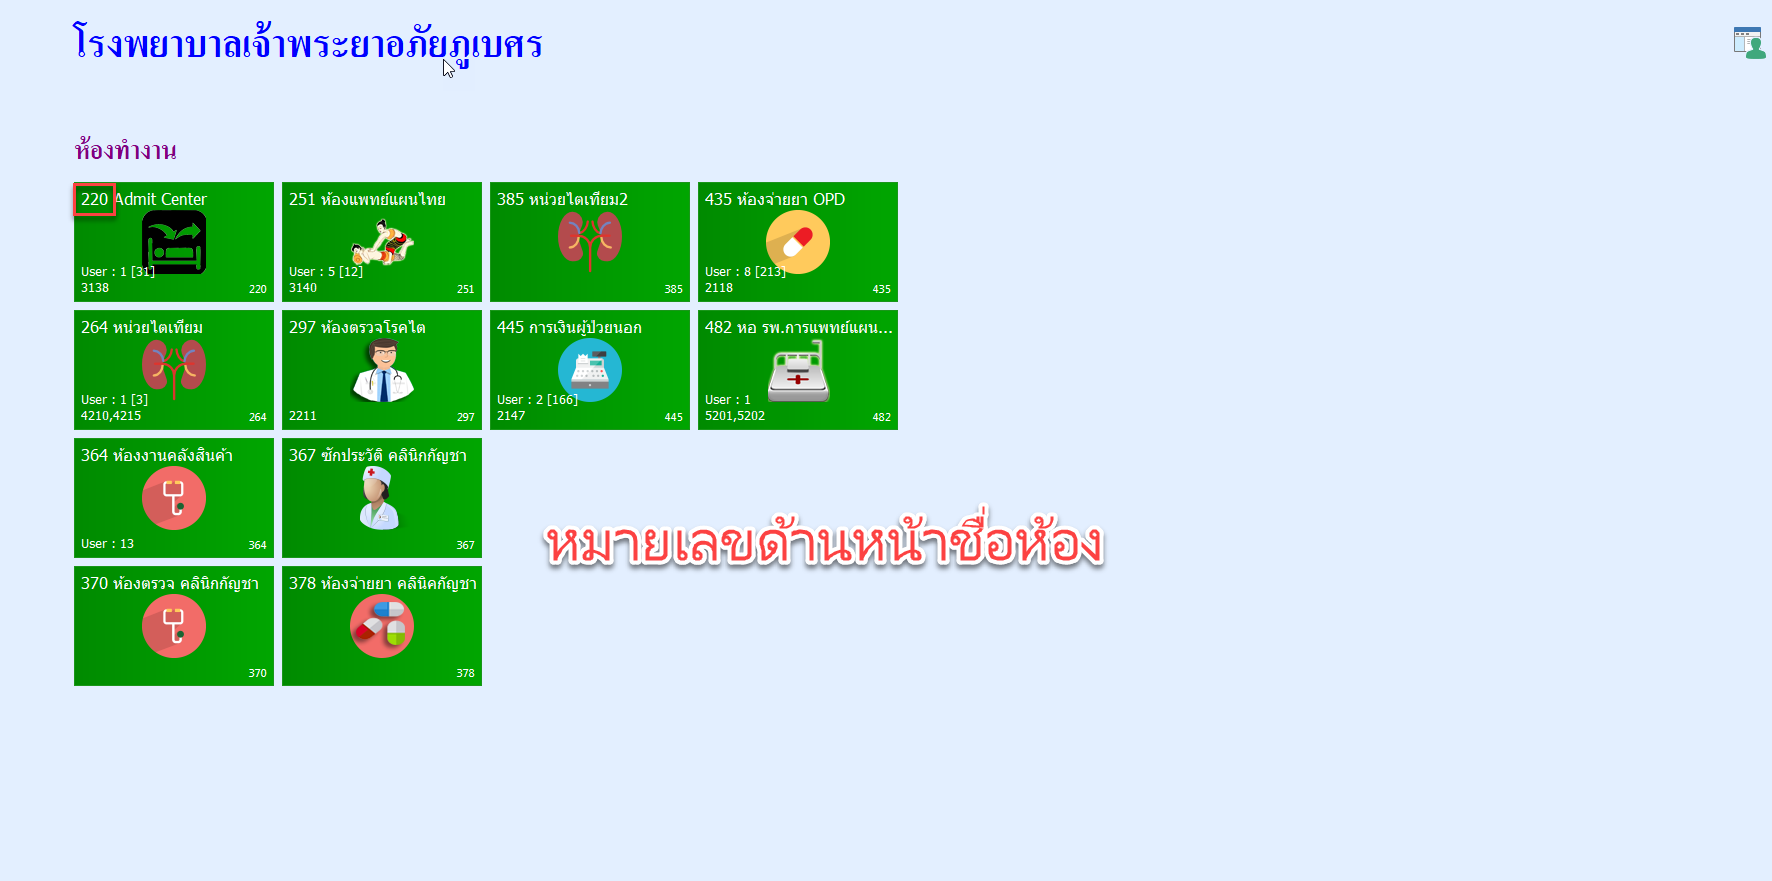 โรงพยาบาลเจ้าพระยาอภัยภูเบศร
ห้องทำงาน
220 Admit Center
User : 1 [31]
3138
220
251 ห้องแพทย์แผนไทย
User : 5 [12]
3140
251
385 หน่วยไตเทียม2
385
435 ห้องจ่ายยา OPD
User : 8 [213]
2118
435
264 หน่วยไตเทียม
User : 1 [3]
4210,4215
264
297 ห้องตรวจโรคไต
2211
297
445 การเงินผู้ป่วยนอก
User : 2 [166]
2147
445
482 หอ รพ.การแพทย์แผน...
User : 1
5201,5202
482
364 ห้องงานคลังสินค้า
User : 13
364
367 ซักประวัติ คลินิกกัญชา
367
หมายเลขด้านหน้าชื่อห้อง
370 ห้องตรวจ คลินิกกัญชา
370
378 ห้องจ่ายยา คลินิคกัญชา
378